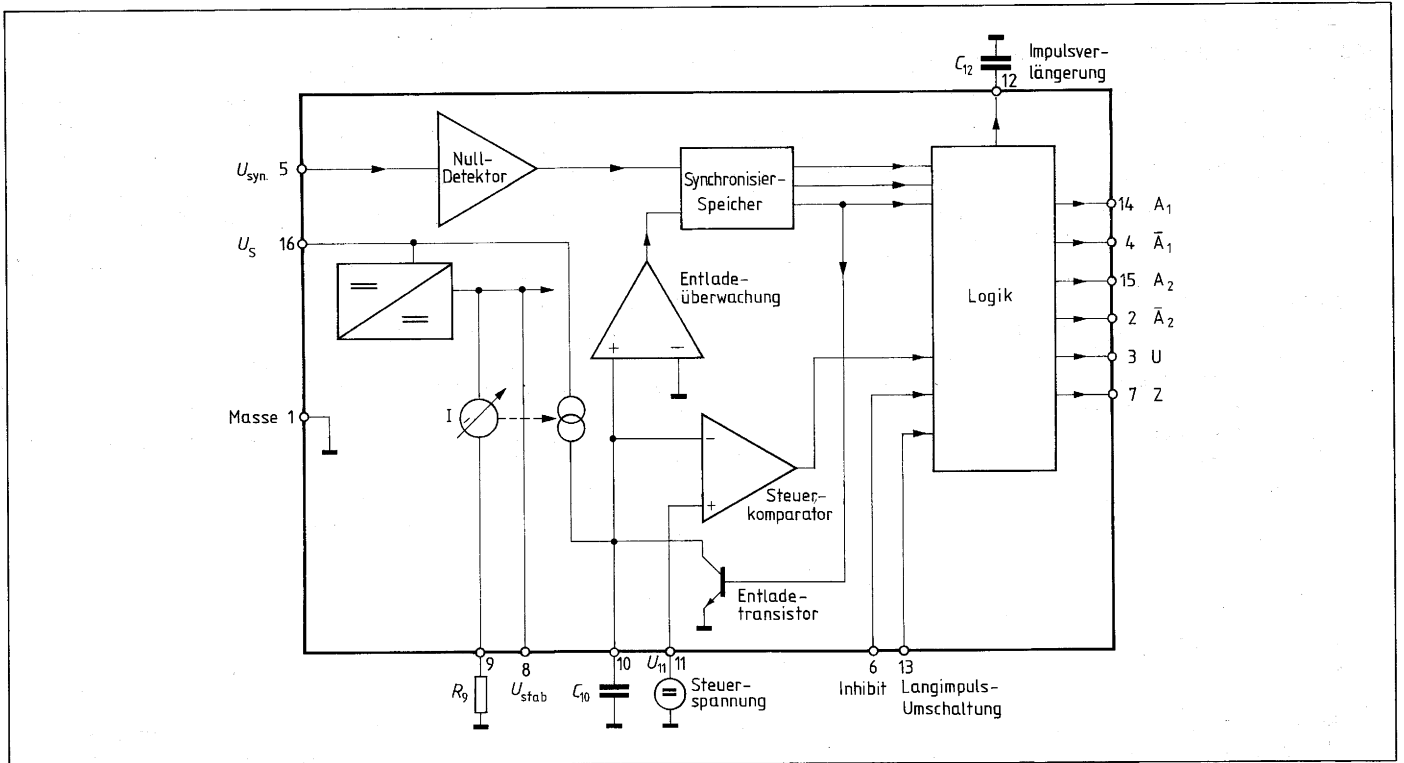 C12
Impulsver-
längerung
12
Usyn. 5
Null-
Detektor
Synchronisier-
Speicher
US 16
14 A1
4 Ā1
15 A2
2 Ā2
3 U
7 Z
Entlade-
überwachung
Logik
+ −
Masse 1
I
−
+
Steuer-
komparator
Entlade-
transistor
9
8
10
U11 11
6
13
R9
Ustab
C10
Steuer-
spannung
Inhibit
Langimpuls-
Umschaltung